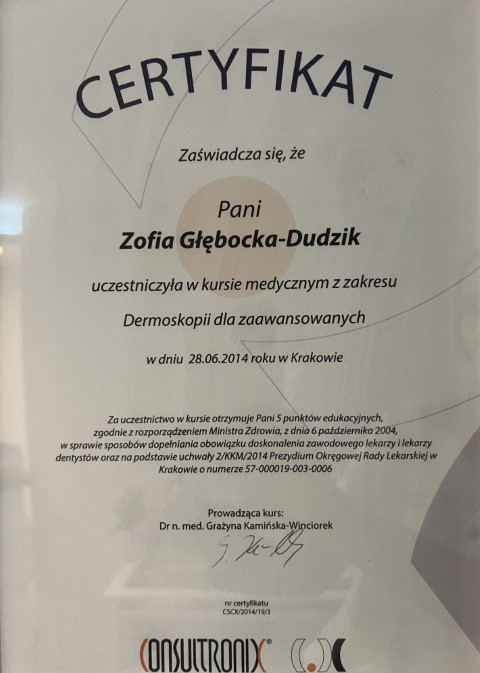 CERTYFIKAT
Zaświadcza się, że
Pani
Zofia Głębocka-Dudzik
uczestniczyła w kursie medycznym z zakresu
Dermoskopii dla zaawansowanych
w dniu 28.06.2014 roku w Krakowie
Za uczestnictwo w kursie otrzymuje Pani 5 punktów edukacyjnych,
zgodnie z rozporządzeniem Ministra Zdrowia, z dnia 6 października 2004,
w sprawie sposobów dopełniania obowiązku doskonalenia zawodowego lekarzy i lekarzy
dentystów oraz na podstawie uchwały 2/KKM/2014 Prezydium Okręgowej Rady Lekarskiej w
Krakowie o numerze 57-000019-003-0006
Prowadząca kurs:
Dr n. med. Grażyna Kamińska-Winciorek
nr certyfikatu
CSCX/2014/19/3
CONSULTRONIX®